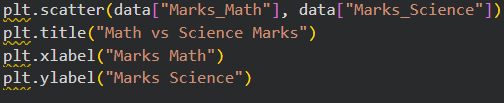 plt.scatter(data["Marks_Math"], data["Marks_Science"])
plt.title("Math vs Science Marks")
plt.xlabel("Marks Math")
plt.ylabel("Marks Science")